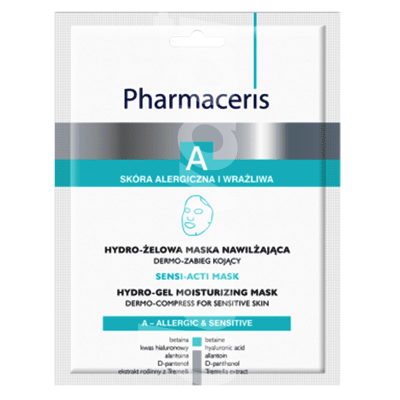 Pharmaceris
A
SKÓRA ALERGICZNA I WRAŻLIWA
HYDRO-ŻELOWA MASKA NAWILŻAJĄCA
DERMO-ZABIEG KOJĄCY
SENSI-ACTI MASK
HYDRO-GEL MOISTURIZING MASK
DERMO-COMPRESS FOR SENSITIVE SKIN
A – ALLERGIC & SENSITIVE
betaina betaine
kwas hialuronowy hyaluronic acid
alantoina allantoin
D-pantenol D-panthenol
ekstrakt roślinny z Tremelli Tremella extract